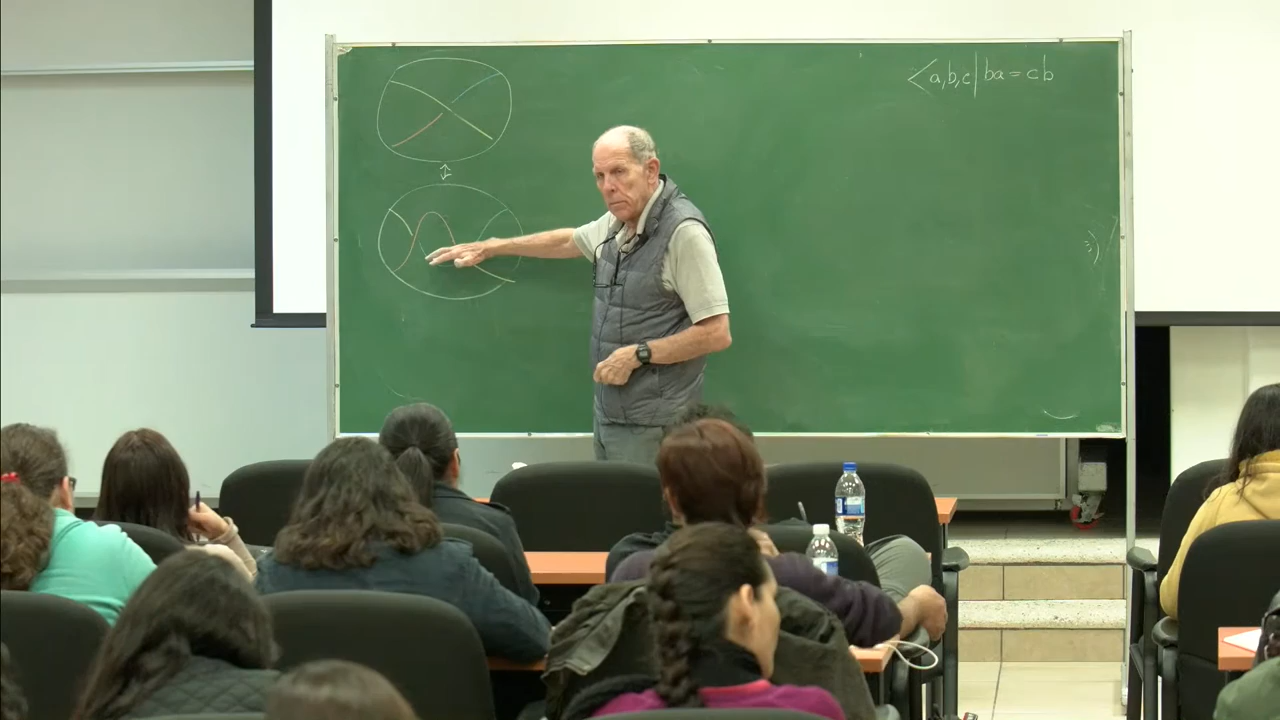 <a,b,c| ba = cb